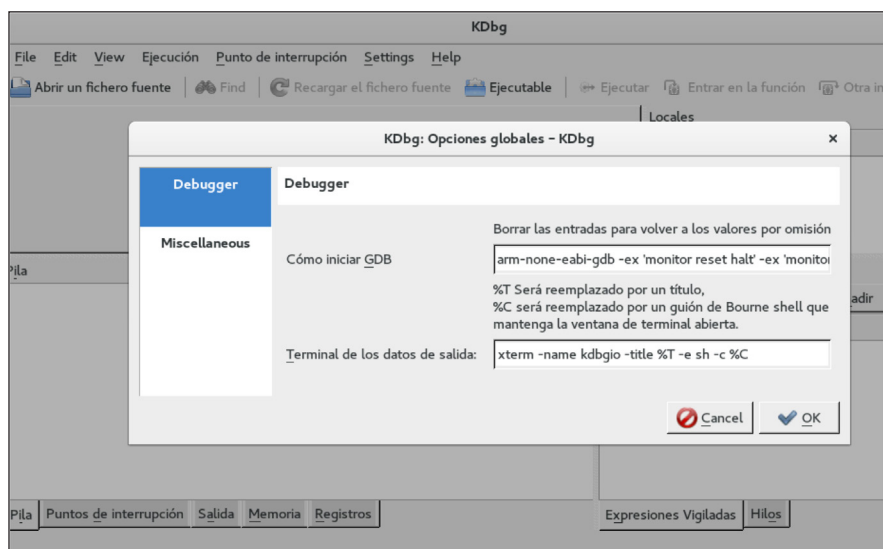 KDbg
File Edit View Ejecución Punto de interrupción Settings Help
Abrir un fichero fuente Find Recargar el fichero fuente Ejecutable Ejecutar Entrar en la función Otra in
Locales
KDbg: Opciones globales – KDbg ×
Debugger
Miscellaneous
Debugger
Borrar las entradas para volver a los valores por omisión
Cómo iniciar GDB arm-none-eabi-gdb -ex 'monitor reset halt' -ex 'monitor
%T Será reemplazado por un título,
%C será reemplazado por un guión de Bourne shell que
mantenga la ventana de terminal abierta.
Terminal de los datos de salida: xterm -name kdbgio -title %T -e sh -c %C
Cancel OK
Pila
adir
Pila Puntos de interrupción Salida Memoria Registros
Expresiones Vigiladas Hilos